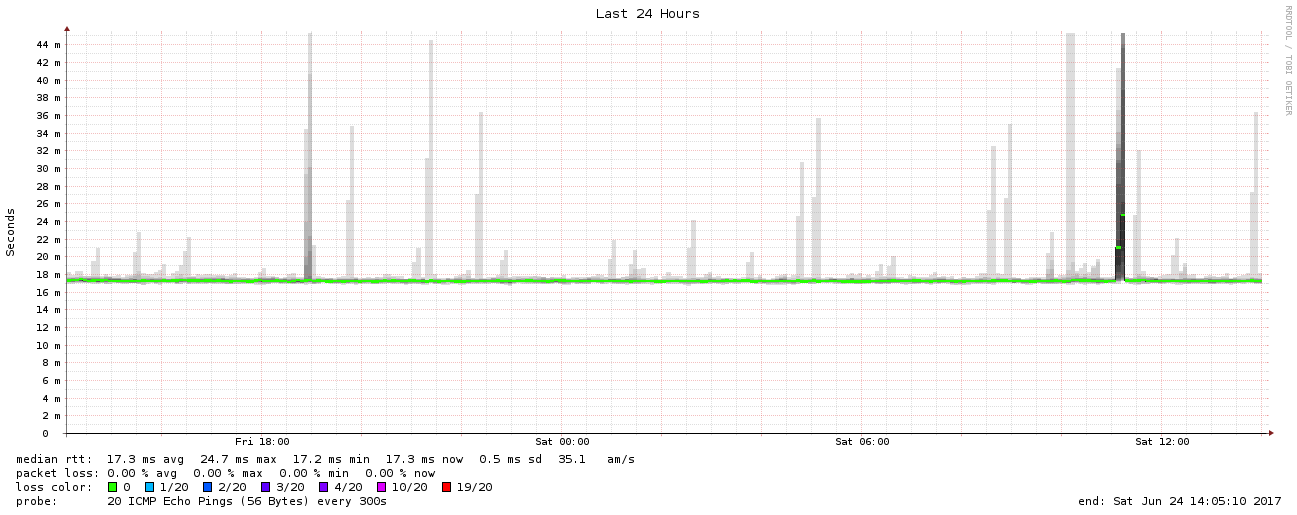 Last 24 Hours
RRDTOOL / TOBI OETIKER
Seconds
44 m
42 m
40 m
38 m
36 m
34 m
32 m
30 m
28 m
26 m
24 m
22 m
20 m
18 m
16 m
14 m
12 m
10 m
8 m
6 m
4 m
2 m
0
Fri 18:00 Sat 00:00 Sat 06:00 Sat 12:00
median rtt: 17.3 ms avg 24.7 ms max 17.2 ms min 17.3 ms now 0.5 ms sd 35.1 am/s
packet loss: 0.00 % avg 0.00 % max 0.00 % min 0.00 % now
loss color: 0 1/20 2/20 3/20 4/20 10/20 19/20
probe: 20 ICMP Echo Pings (56 Bytes) every 300s end: Sat Jun 24 14:05:10 2017